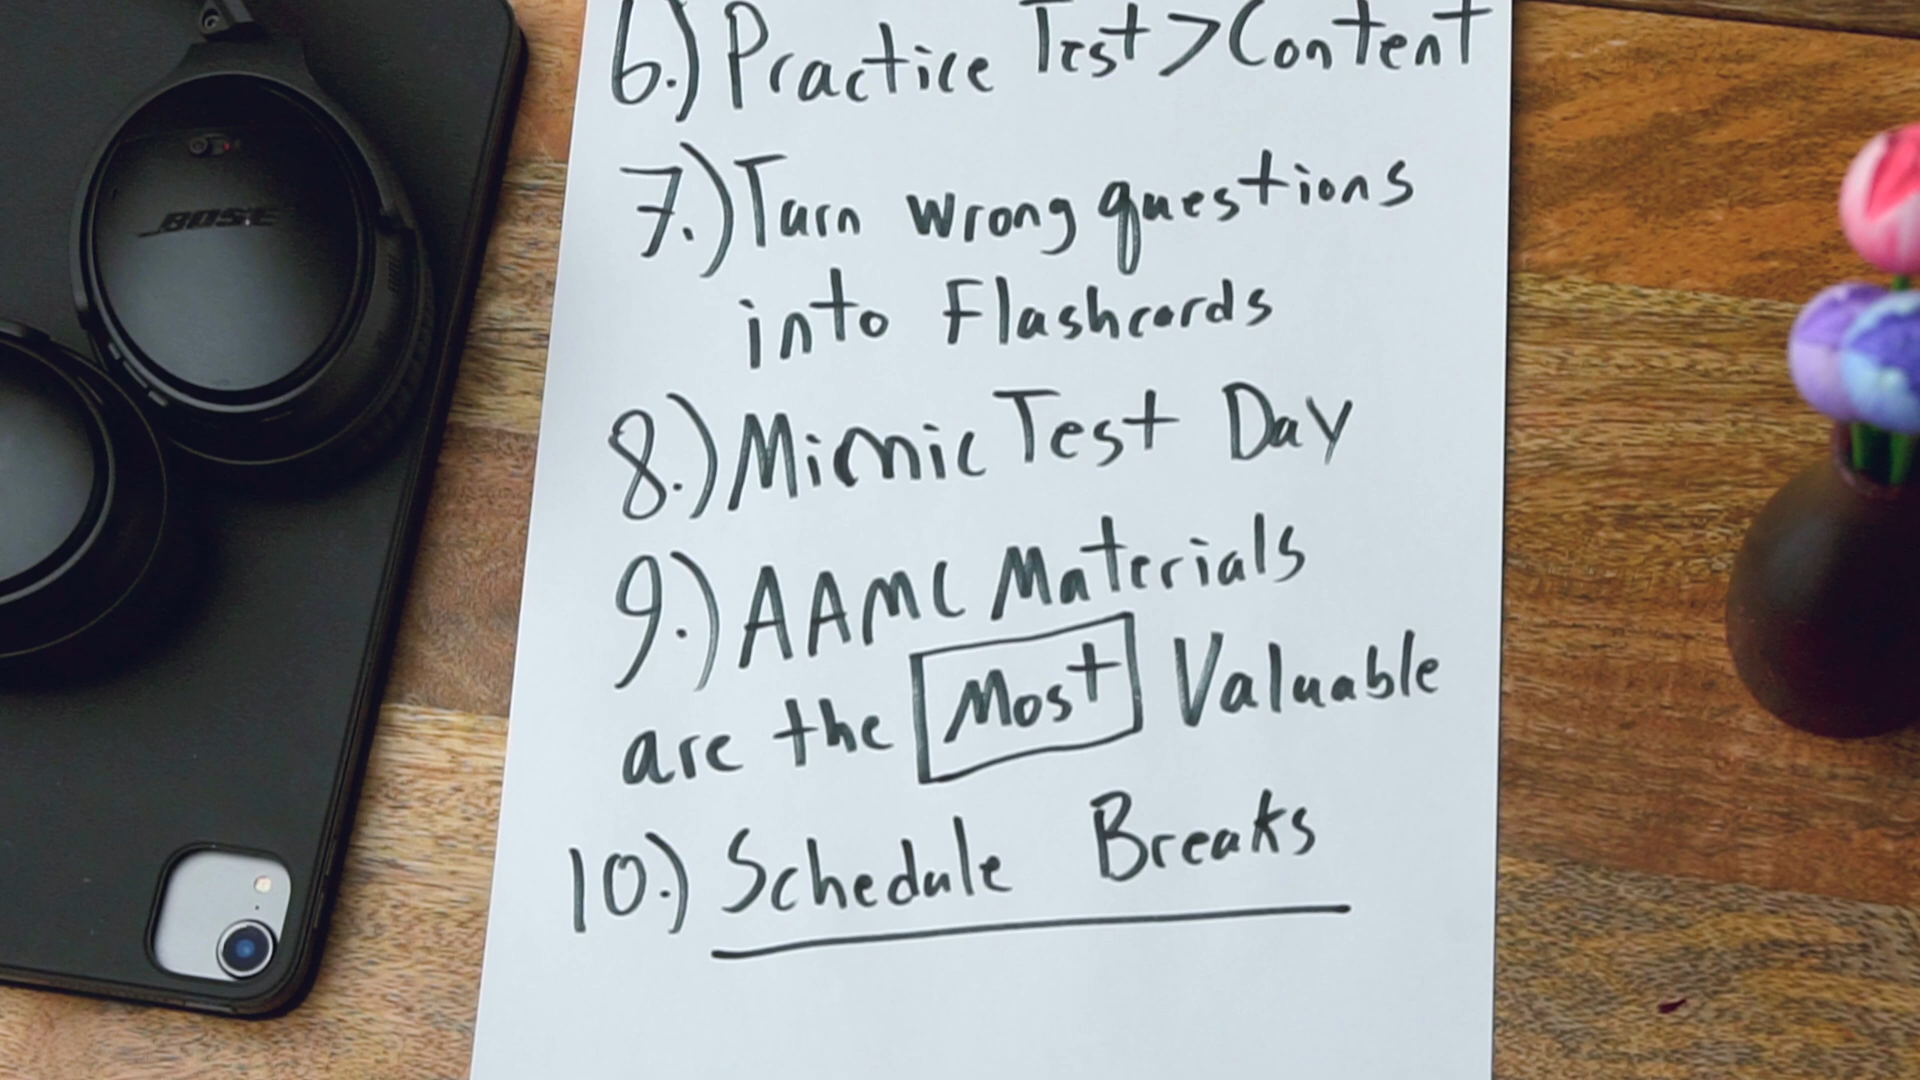 BOSE
6.) Practice Test > Content
7.) Turn wrong questions
into Flashcards
8.) Mimic Test Day
9.) AAMC Materials
are the Most Valuable
10.) Schedule Breaks